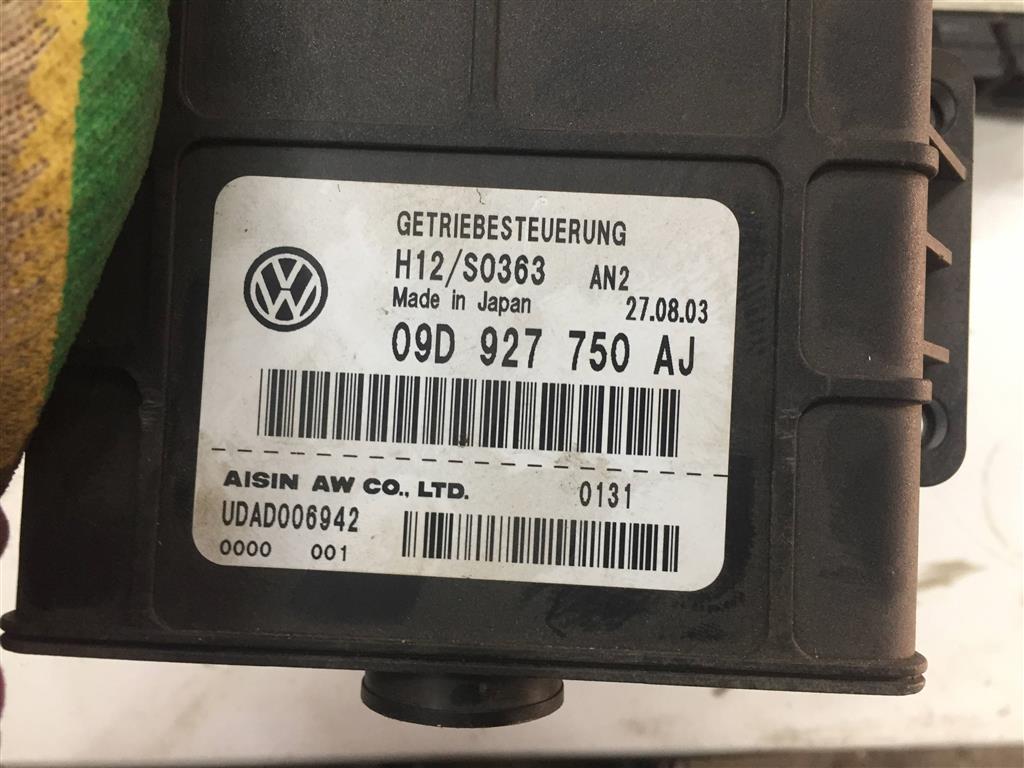 GETRIEBESTEUERUNG
H12/S0363 AN2
Made in Japan 27.08.03
09D 927 750 AJ
AISIN AW CO., LTD. 0131
UDAD006942
0000 001